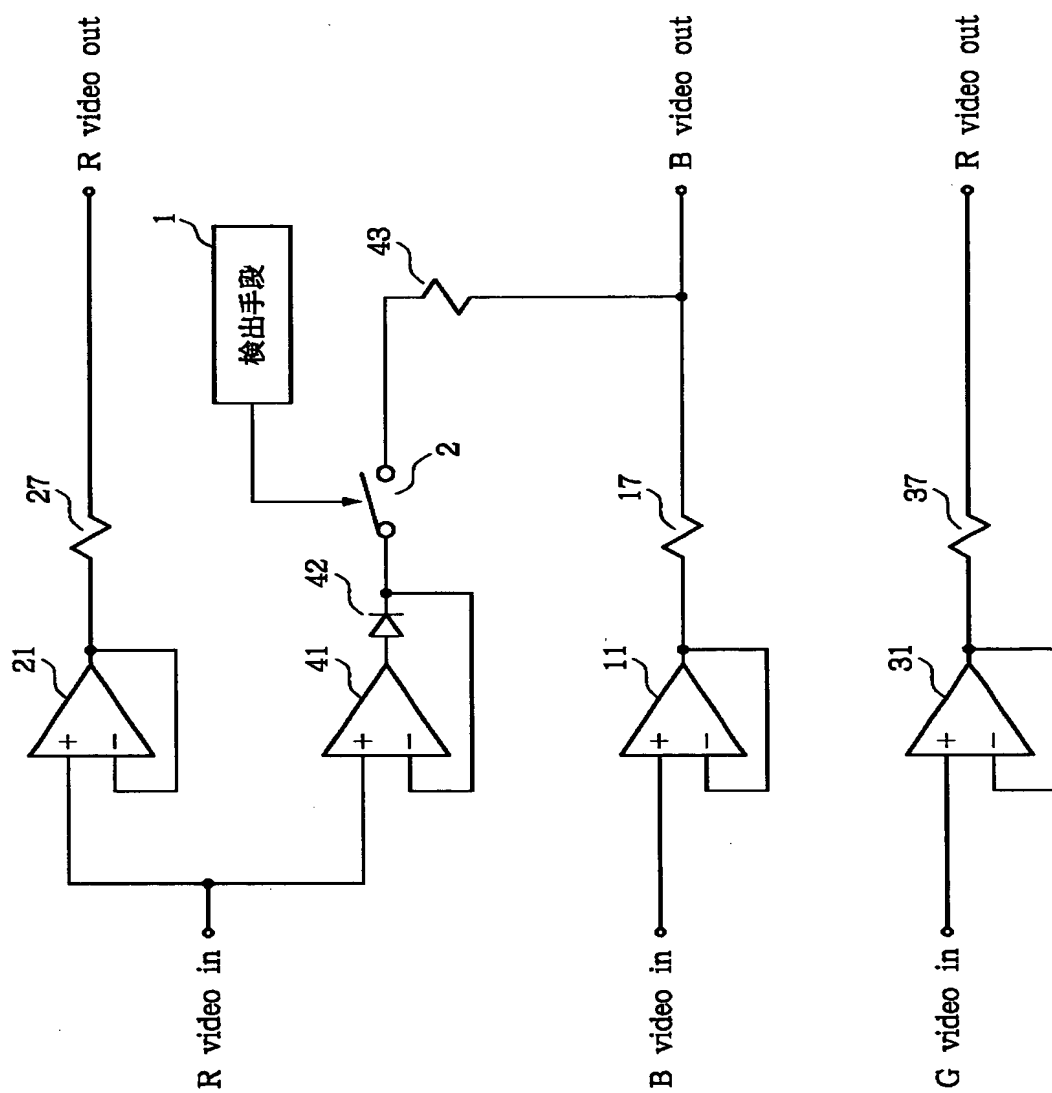 R video in
21
+
−
27
R video out
41
+
−
42
2
1
検出手段
43
B video in
11
+
−
17
B video out
G video in
31
+
−
37
R video out